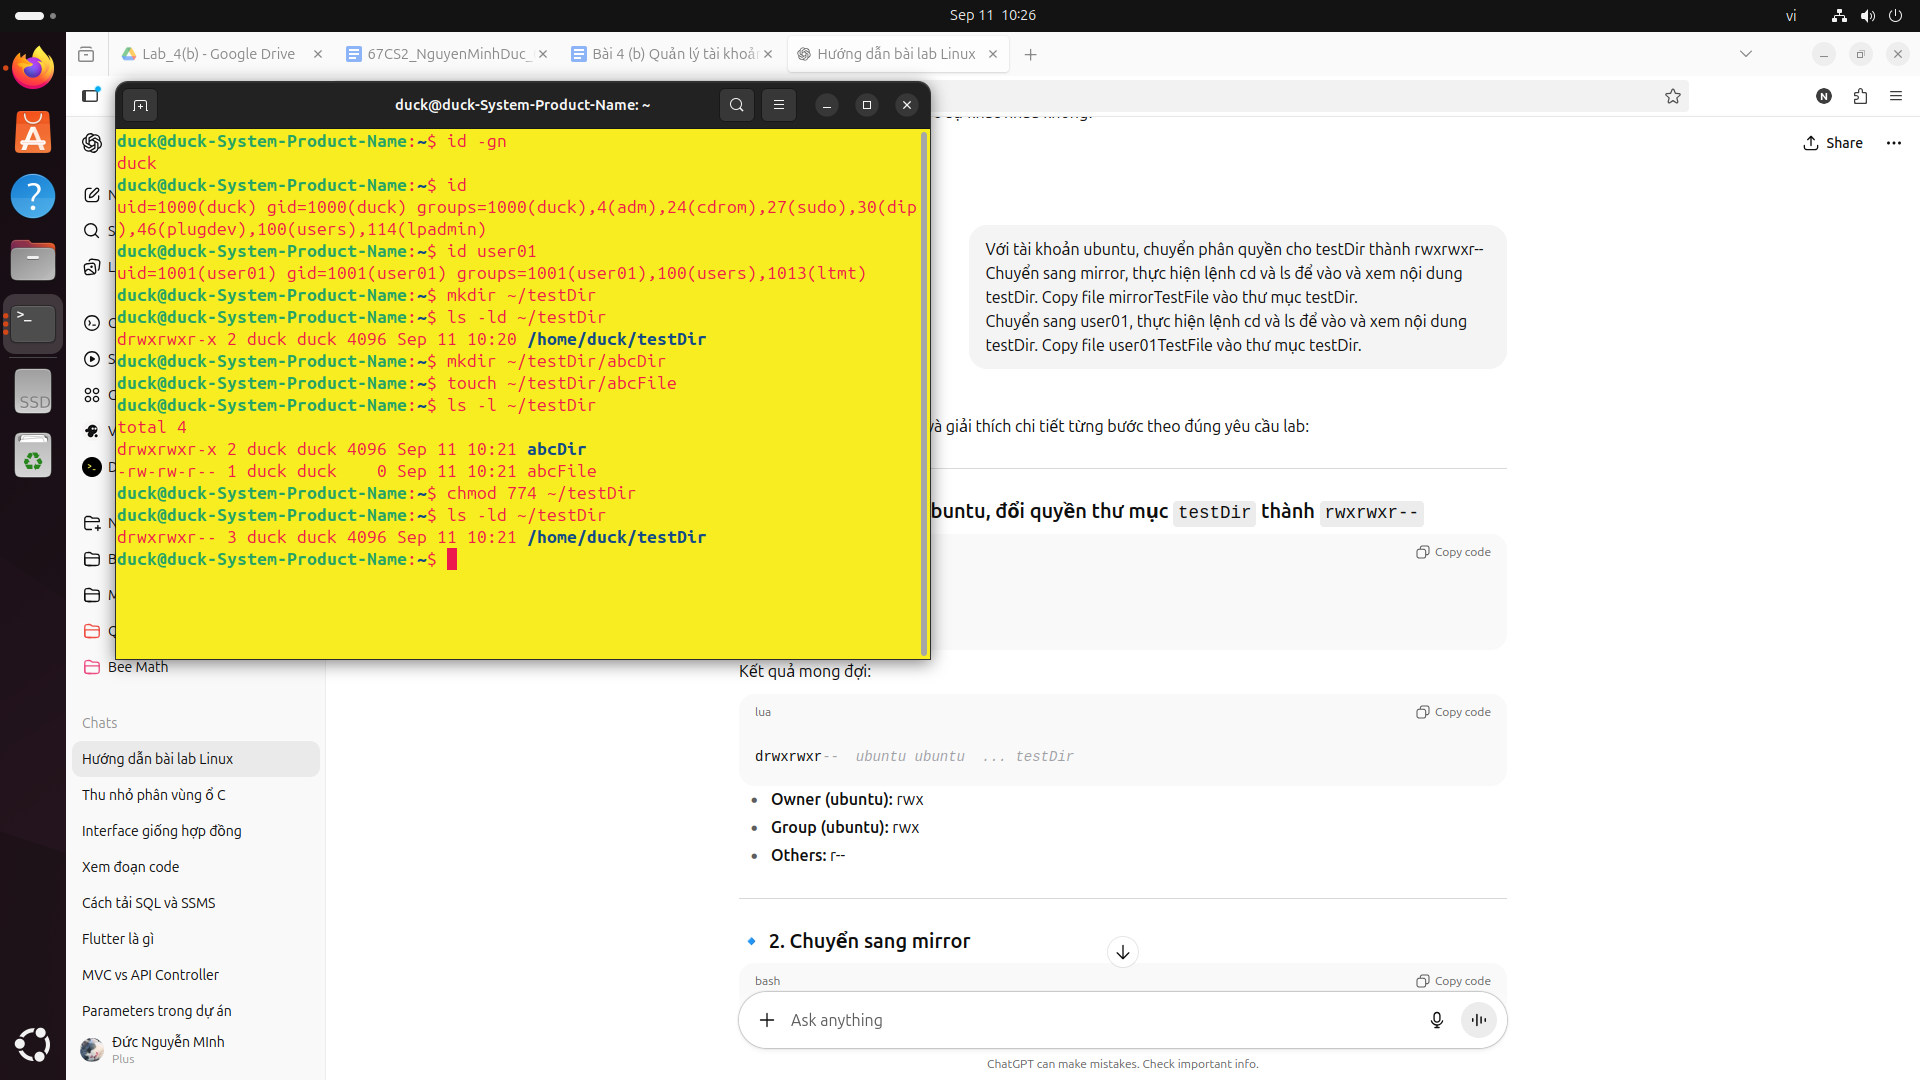 Sep 11 10:26
vi
Lab_4(b) - Google Drive
67CS2_NguyenMinhDuc_
Bài 4 (b) Quản lý tài khoả
Hướng dẫn bài lab Linux
duck@duck-System-Product-Name: ~
duck@duck-System-Product-Name:~$ id -gn
duck
duck@duck-System-Product-Name:~$ id
uid=1000(duck) gid=1000(duck) groups=1000(duck),4(adm),24(cdrom),27(sudo),30(dip
),46(plugdev),100(users),114(lpadmin)
duck@duck-System-Product-Name:~$ id user01
uid=1001(user01) gid=1001(user01) groups=1001(user01),100(users),1013(ltmt)
duck@duck-System-Product-Name:~$ mkdir ~/testDir
duck@duck-System-Product-Name:~$ ls -ld ~/testDir
drwxrwxr-x 2 duck duck 4096 Sep 11 10:20 /home/duck/testDir
duck@duck-System-Product-Name:~$ mkdir ~/testDir/abcDir
duck@duck-System-Product-Name:~$ touch ~/testDir/abcFile
duck@duck-System-Product-Name:~$ ls -l ~/testDir
total 4
drwxrwxr-x 2 duck duck 4096 Sep 11 10:21 abcDir
-rw-rw-r-- 1 duck duck    0 Sep 11 10:21 abcFile
duck@duck-System-Product-Name:~$ chmod 774 ~/testDir
duck@duck-System-Product-Name:~$ ls -ld ~/testDir
drwxrwxr-- 3 duck duck 4096 Sep 11 10:21 /home/duck/testDir
duck@duck-System-Product-Name:~$
SSD
Bee Math
Chats
Hướng dẫn bài lab Linux
Thu nhỏ phân vùng ổ C
Interface giống hợp đồng
Xem đoạn code
Cách tải SQL và SSMS
Flutter là gì
MVC vs API Controller
Parameters trong dự án
Đức Nguyễn MInh
Plus
N
Share
Với tài khoản ubuntu, chuyển phân quyền cho testDir thành rwxrwxr--
Chuyển sang mirror, thực hiện lệnh cd và ls để vào và xem nội dung
testDir. Copy file mirrorTestFile vào thư mục testDir.
Chuyển sang user01, thực hiện lệnh cd và ls để vào và xem nội dung
testDir. Copy file user01TestFile vào thư mục testDir.
và giải thích chi tiết từng bước theo đúng yêu cầu lab:
buntu, đổi quyền thư mục testDir thành rwxrwxr--
Copy code
Kết quả mong đợi:
lua
Copy code
drwxrwxr-- ubuntu ubuntu ... testDir
Owner (ubuntu): rwx
Group (ubuntu): rwx
Others: r--
2. Chuyển sang mirror
bash
Copy code
Ask anything
ChatGPT can make mistakes. Check important info.